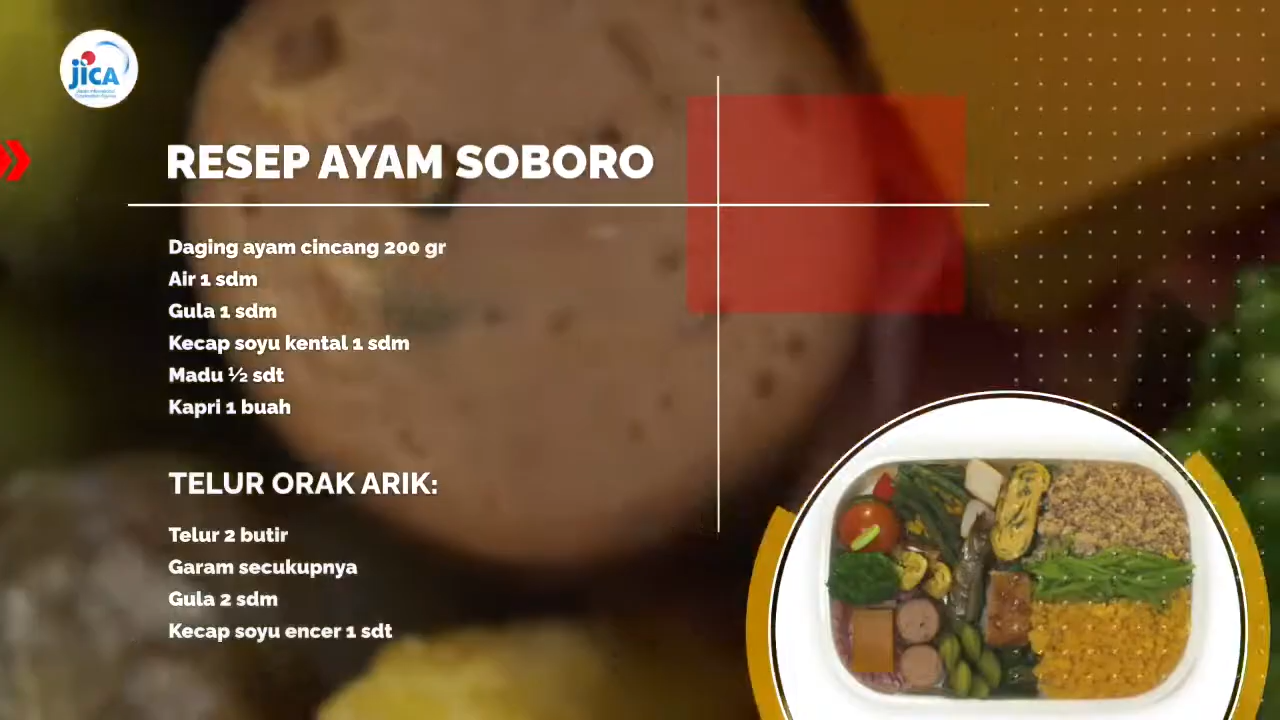 JICA
RESEP AYAM SOBORO
Daging ayam cincang 200 gr
Air 1 sdm
Gula 1 sdm
Kecap soyu kental 1 sdm
Madu ½ sdt
Kapri 1 buah
TELUR ORAK ARIK:
Telur 2 butir
Garam secukupnya
Gula 2 sdm
Kecap soyu encer 1 sdt